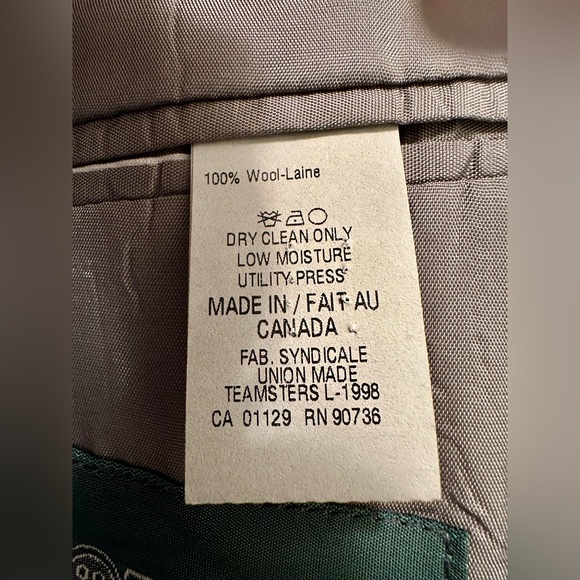 100% Wool-Laine
DRY CLEAN ONLY
LOW MOISTURE
UTILITY PRESS
MADE IN / FAIT AU
CANADA
FAB. SYNDICALE
UNION MADE
TEAMSTERS L-1998
CA 01129 RN 90736